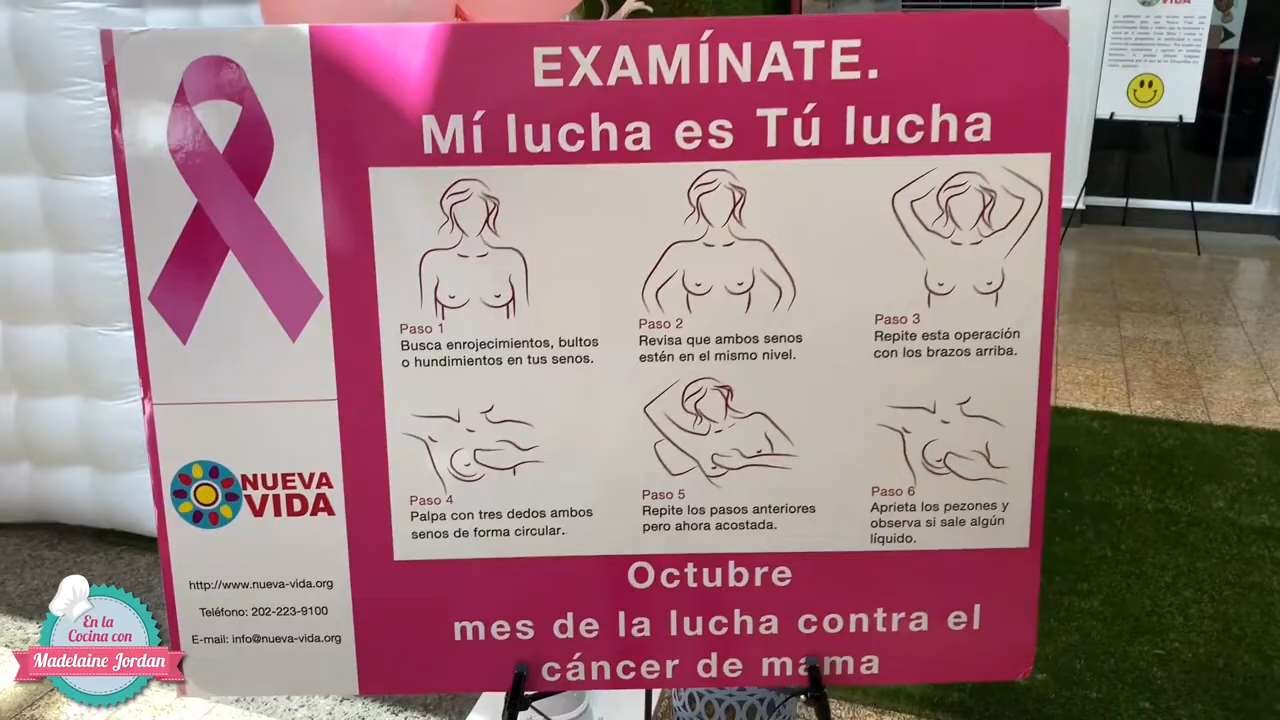 EXAMÍNATE.
Mí lucha es Tú lucha
Paso 1
Busca enrojecimientos, bultos
o hundimientos en tus senos.
Paso 2
Revisa que ambos senos
estén en el mismo nivel.
Paso 3
Repite esta operación
con los brazos arriba.
Paso 4
Palpa con tres dedos ambos
senos de forma circular.
Paso 5
Repite los pasos anteriores
pero ahora acostada.
Paso 6
Aprieta los pezones y
observa si sale algún
líquido.
Octubre
mes de la lucha contra el
cáncer de mama
NUEVA
VIDA
http://www.nueva-vida.org
Teléfono: 202-223-9100
E-mail: info@nueva-vida.org
En la
Cocina con
Madelaine Jordan
VIDA